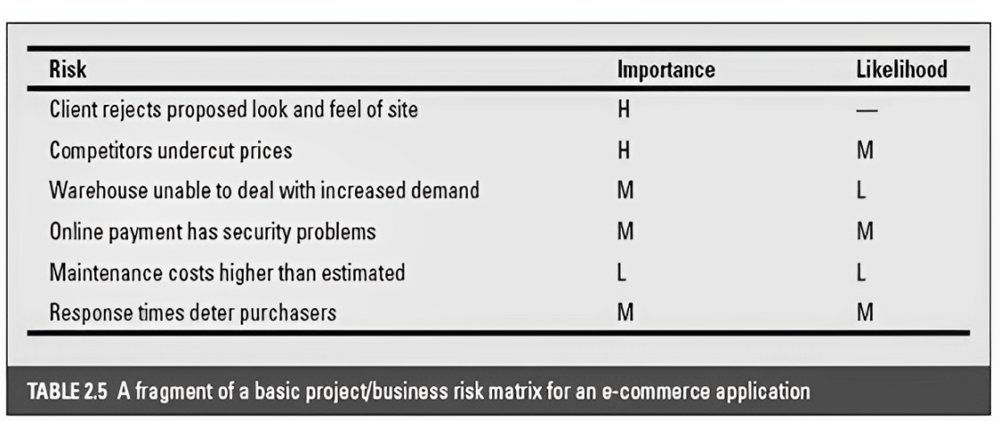 Risk Importance Likelihood
Client rejects proposed look and feel of site H —
Competitors undercut prices H M
Warehouse unable to deal with increased demand M L
Online payment has security problems M M
Maintenance costs higher than estimated L L
Response times deter purchasers M M
TABLE 2.5 A fragment of a basic project/business risk matrix for an e-commerce application